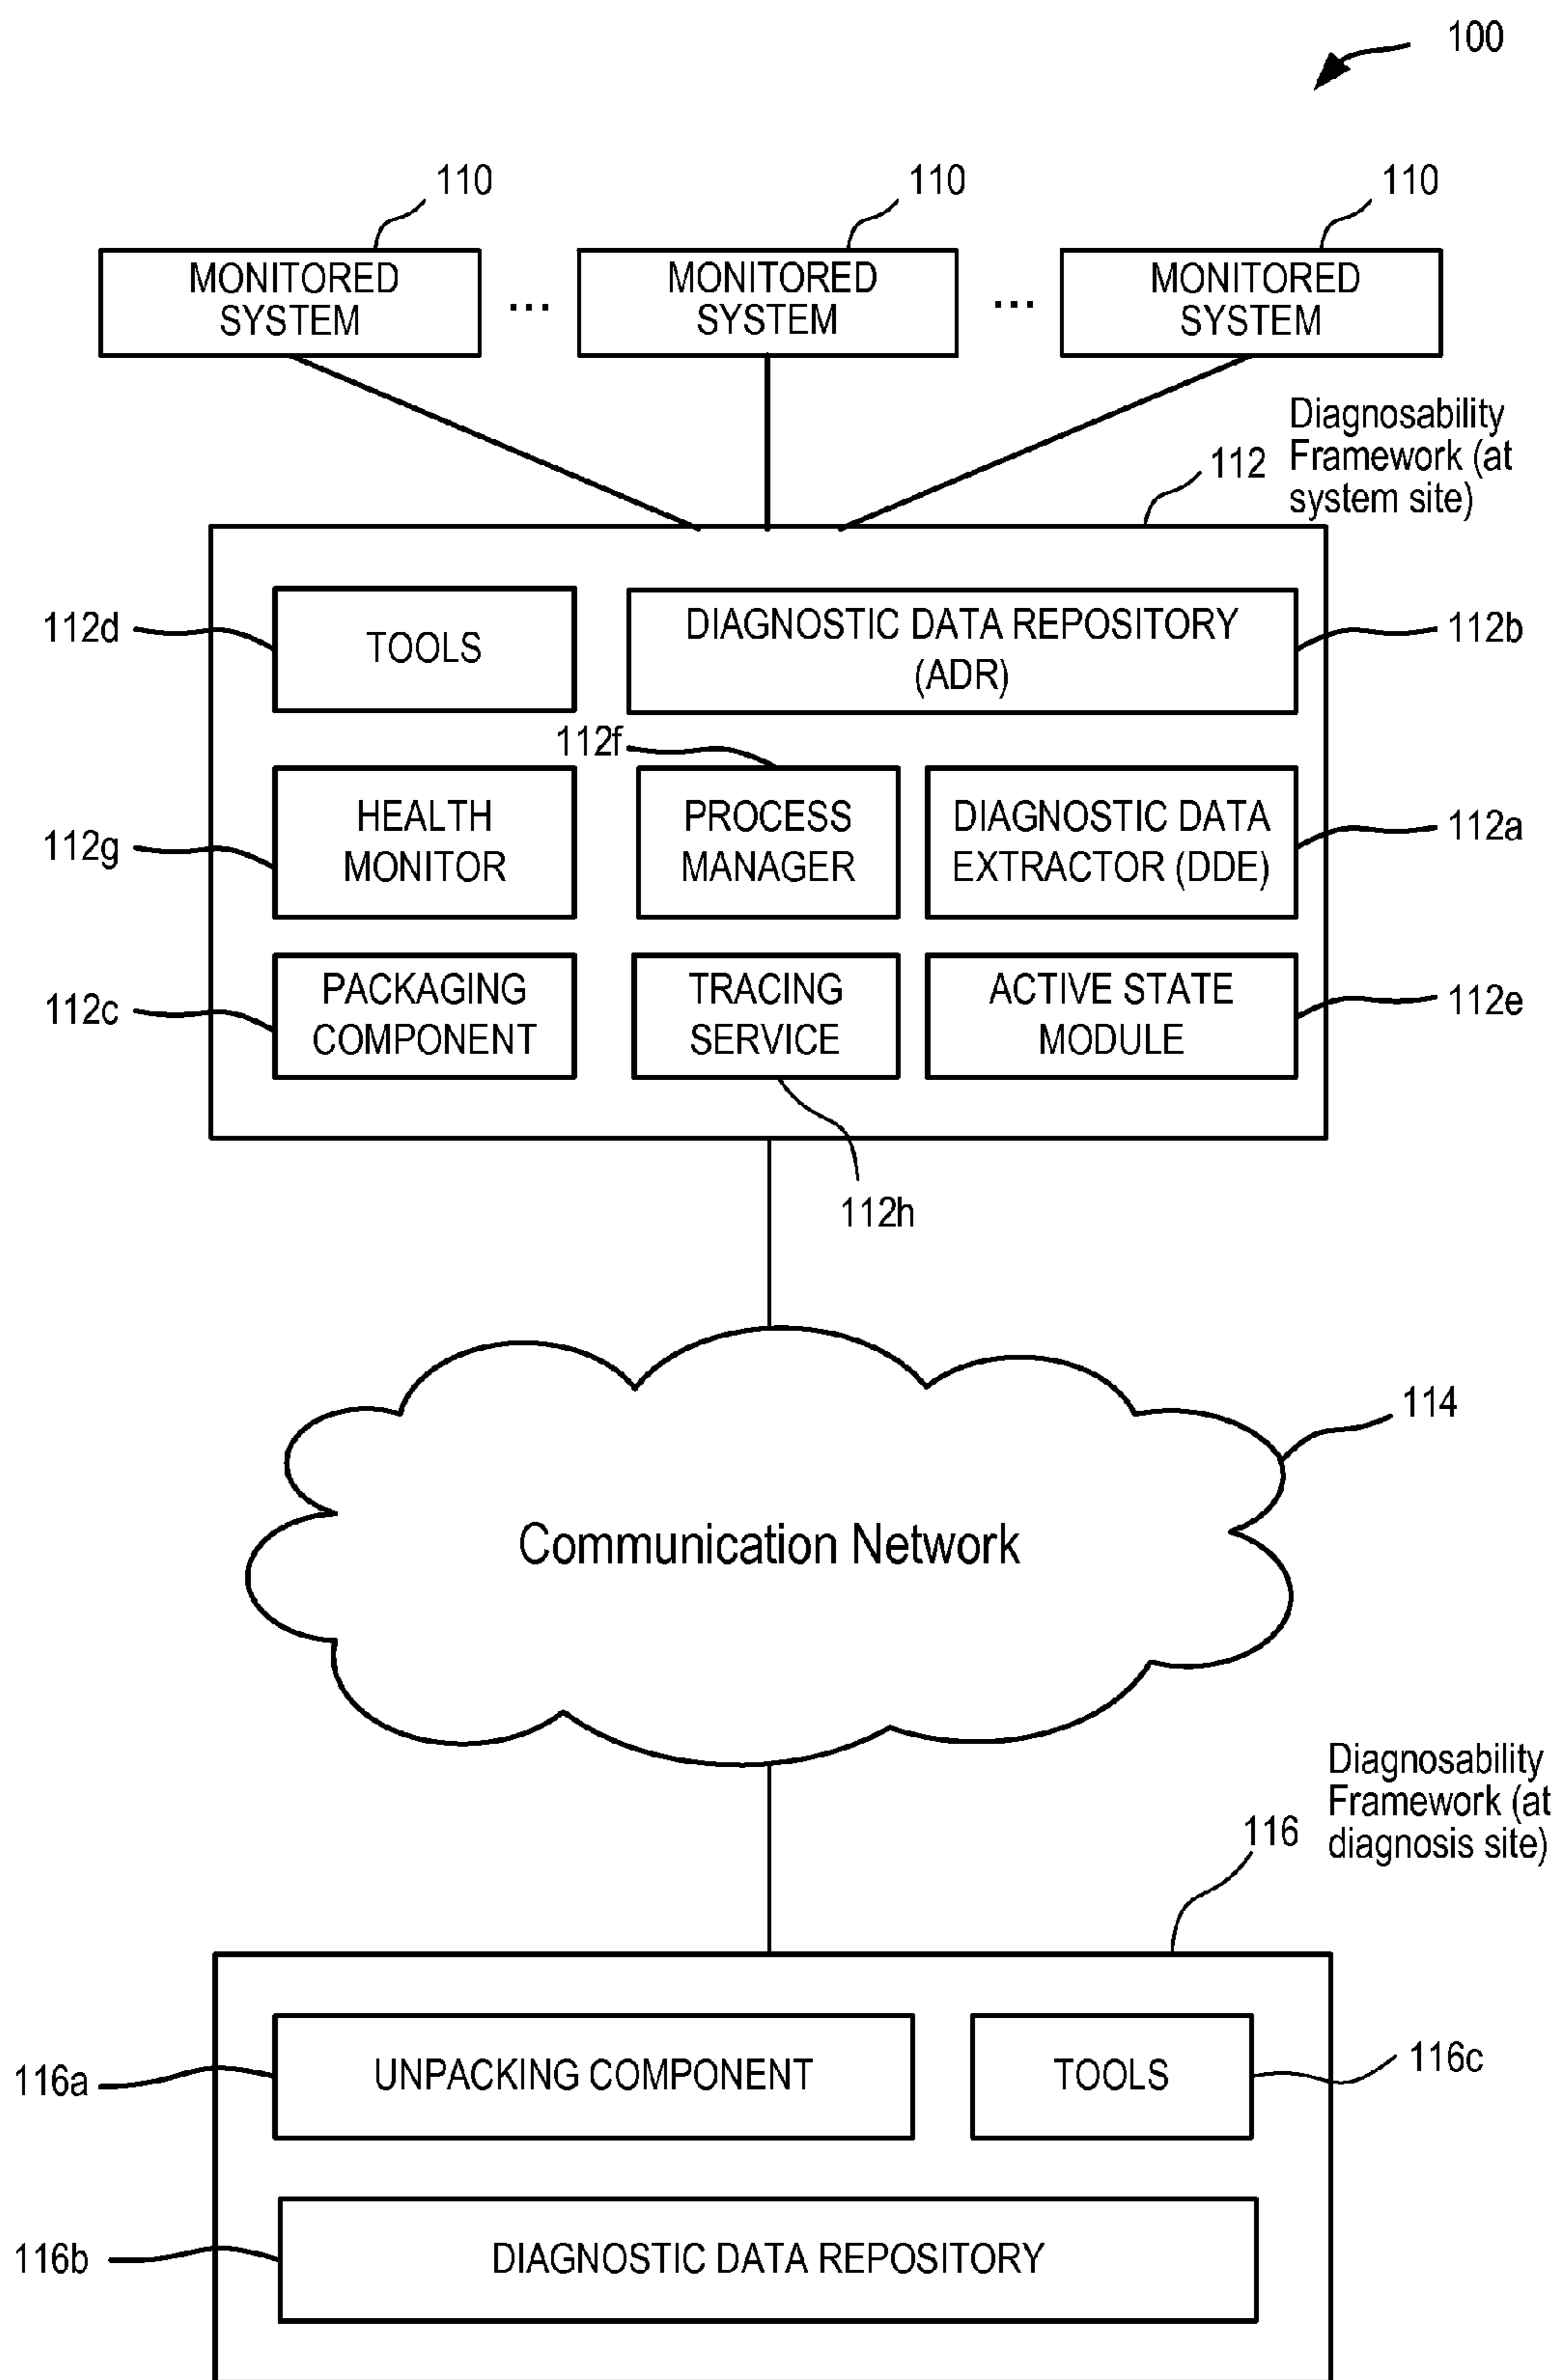 100
110
110
110
MONITORED
SYSTEM
...
MONITORED
SYSTEM
...
MONITORED
SYSTEM
Diagnosability
Framework (at
system site)
112
112d
TOOLS
DIAGNOSTIC DATA REPOSITORY
(ADR)
112b
112f
112g
HEALTH
MONITOR
PROCESS
MANAGER
DIAGNOSTIC DATA
EXTRACTOR (DDE)
112a
112c
PACKAGING
COMPONENT
TRACING
SERVICE
ACTIVE STATE
MODULE
112e
112h
114
Communication Network
Diagnosability
Framework (at
diagnosis site)
116
116a
UNPACKING COMPONENT
TOOLS
116c
116b
DIAGNOSTIC DATA REPOSITORY